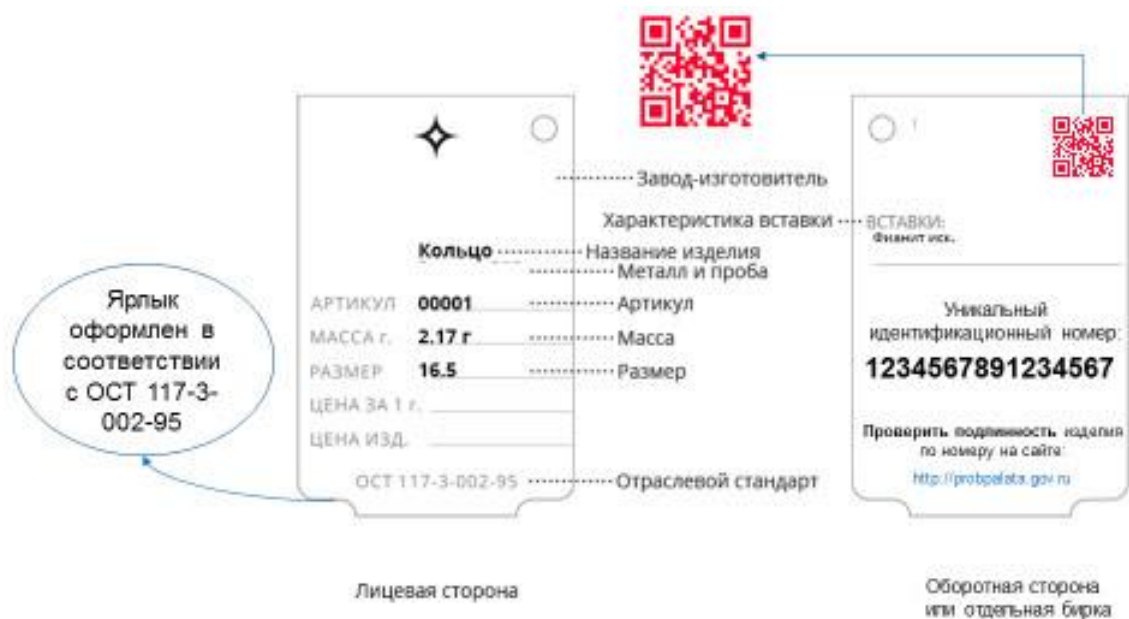 Завод-изготовитель
Характеристика вставки
ВСТАВКИ:
Фианит иск.
Кольцо
Название изделия
Металл и проба
Ярлык
оформлен в
соответствии
с ОСТ 117-3-
002-95
АРТИКУЛ 00001
Артикул
МАССА г. 2.17 г
Масса
РАЗМЕР 16.5
Размер
ЦЕНА ЗА 1 г.
ЦЕНА ИЗД.
ОСТ 117-3-002-95
Отраслевой стандарт
Уникальный
идентификационный номер:
1234567891234567
Проверить подлинность изделия
по номеру на сайте:
http://probpalata.gov.ru
Лицевая сторона
Оборотная сторона
или отдельная бирка